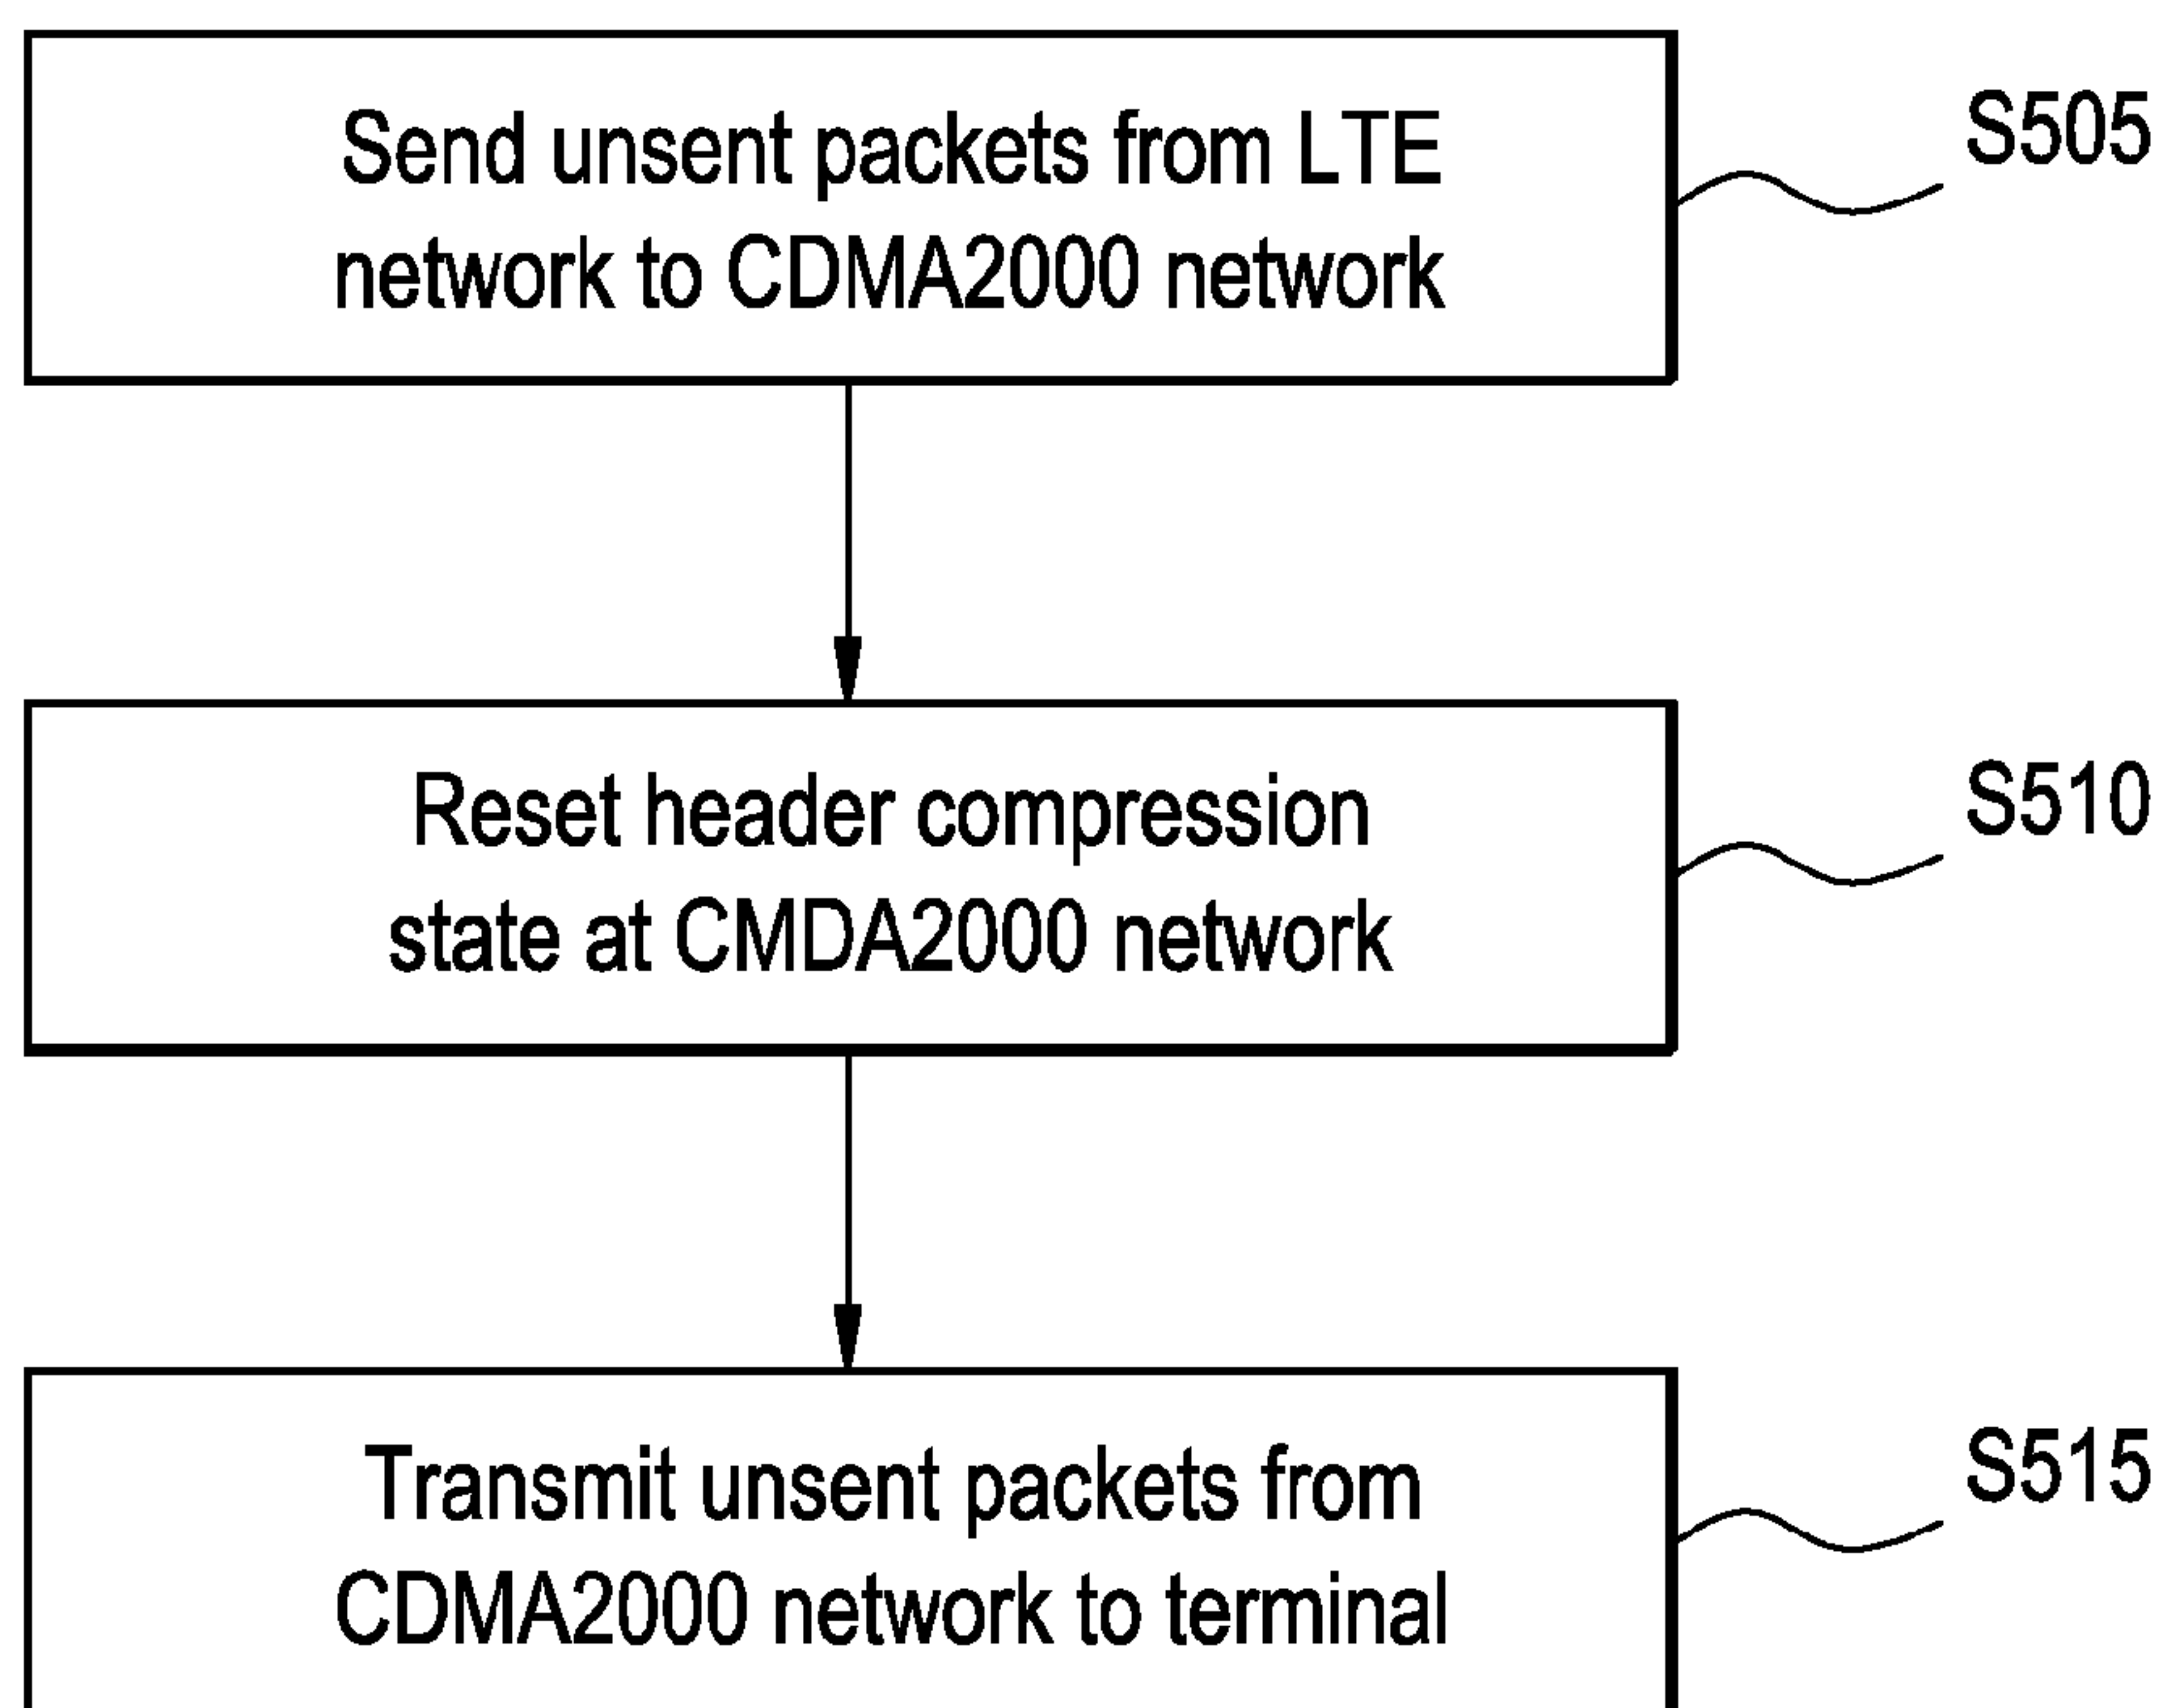 Send unsent packets from LTE
network to CDMA2000 network
S505
Reset header compression
state at CMDA2000 network
S510
Transmit unsent packets from
CDMA2000 network to terminal
S515